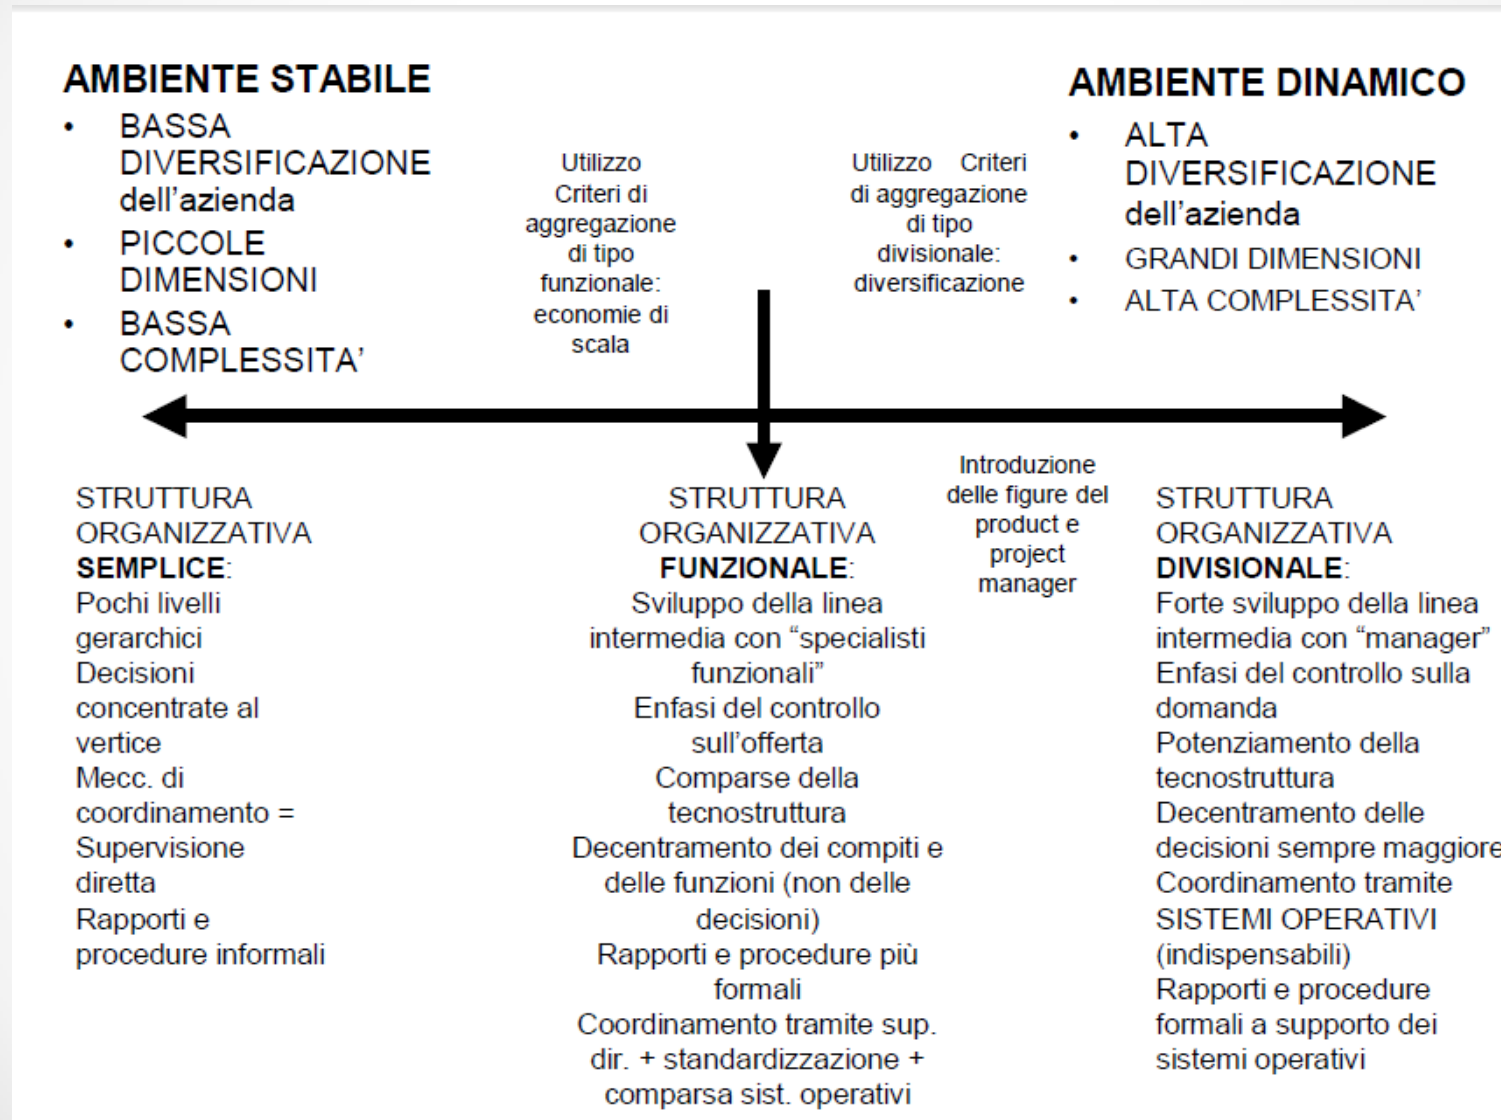 AMBIENTE STABILE
• BASSA
DIVERSIFICAZIONE
dell’azienda
• PICCOLE
DIMENSIONI
• BASSA
COMPLESSITA’
Utilizzo
Criteri di
aggregazione
di tipo
funzionale:
economie di
scala
Utilizzo Criteri
di aggregazione
di tipo
divisionale:
diversificazione
AMBIENTE DINAMICO
• ALTA
DIVERSIFICAZIONE
dell’azienda
• GRANDI DIMENSIONI
• ALTA COMPLESSITA’
STRUTTURA
ORGANIZZATIVA
SEMPLICE:
Pochi livelli
gerarchici
Decisioni
concentrate al
vertice
Mecc. di
coordinamento =
Supervisione
diretta
Rapporti e
procedure informali
STRUTTURA
ORGANIZZATIVA
FUNZIONALE:
Sviluppo della linea
intermedia con “specialisti
funzionali”
Enfasi del controllo
sull’offerta
Comparse della
tecnostruttura
Decentramento dei compiti e
delle funzioni (non delle
decisioni)
Rapporti e procedure più
formali
Coordinamento tramite sup.
dir. + standardizzazione +
comparsa sist. operativi
Introduzione
delle figure del
product e
project
manager
STRUTTURA
ORGANIZZATIVA
DIVISIONALE:
Forte sviluppo della linea
intermedia con “manager”
Enfasi del controllo sulla
domanda
Potenziamento della
tecnostruttura
Decentramento delle
decisioni sempre maggiore
Coordinamento tramite
SISTEMI OPERATIVI
(indispensabili)
Rapporti e procedure
formali a supporto dei
sistemi operativi